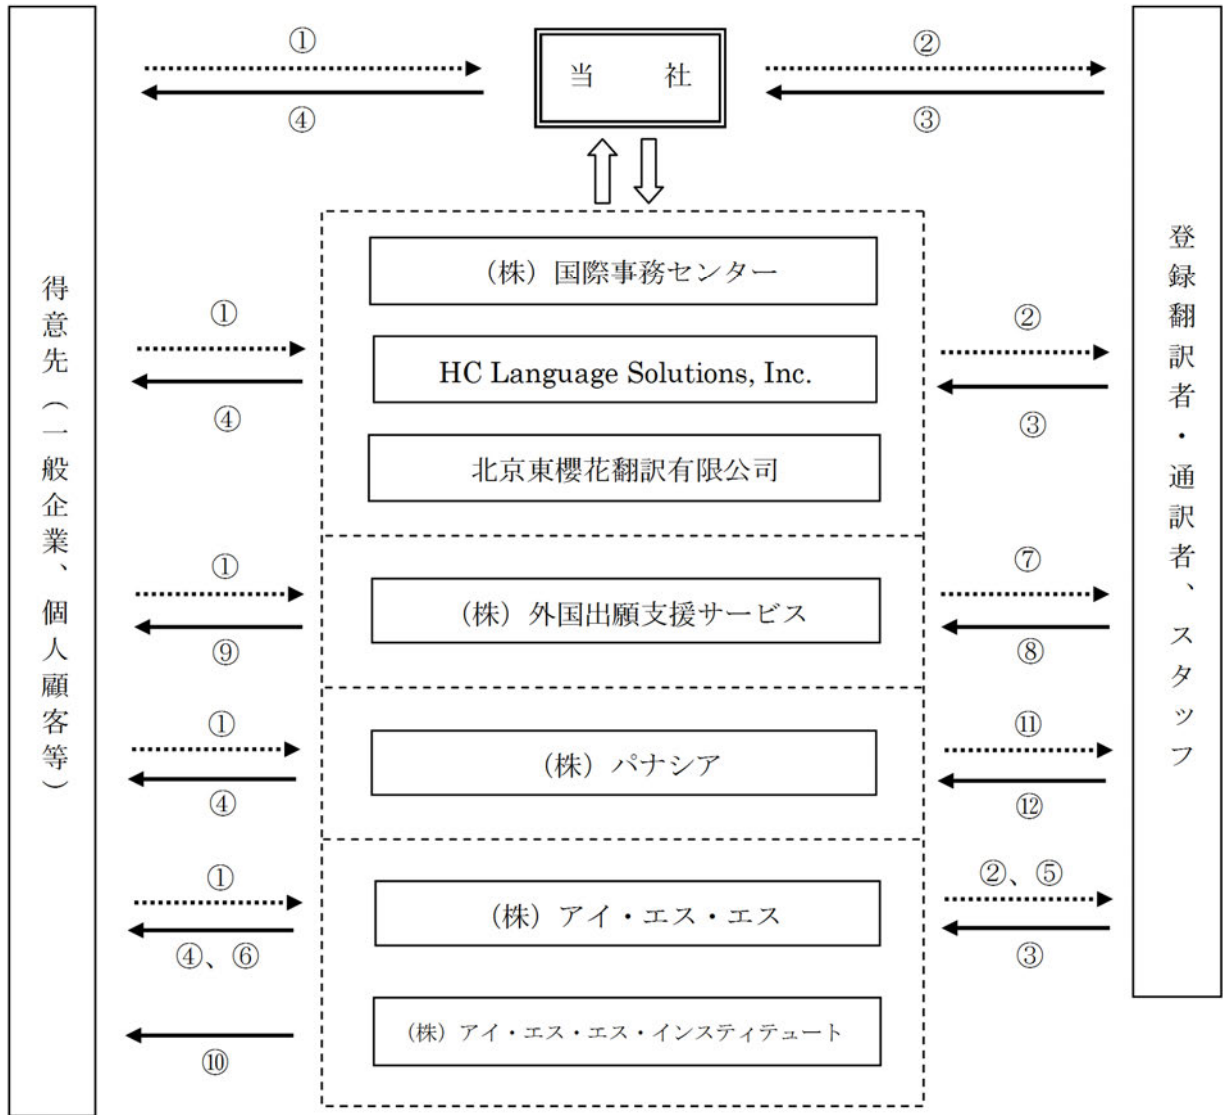 ①
②
当　　社
④
③
得意先（一般企業、個人顧客等）
登録翻訳者・通訳者、スタッフ
（株）国際事務センター
①
②
HC Language Solutions, Inc.
④
③
北京東櫻花翻訳有限公司
①
⑦
（株）外国出願支援サービス
⑨
⑧
①
⑪
（株）パナシア
④
⑫
①
②、⑤
（株）アイ・エス・エス
④、⑥
③
（株）アイ・エス・エス・インスティテュート
⑩